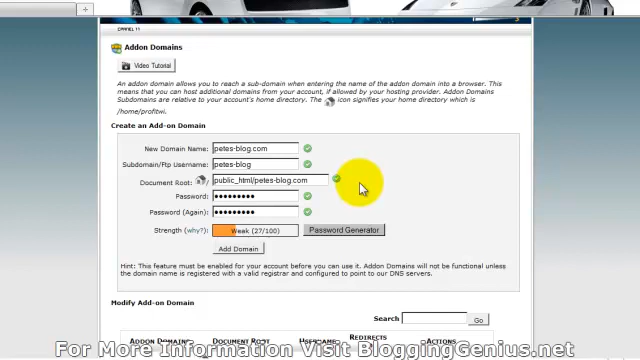 Addon Domains
Video Tutorial
An addon domain allows you to reach a sub-domain when entering the name of the addon domain into a browser. This
means that you can host additional domains from your account, if allowed by your hosting provider. Addon Domains
Subdomains are relative to your account's home directory. The icon signifies your home directory which is
/home/profitwi.
Create an Add-on Domain
New Domain Name: petes-blog.com
Subdomain/Ftp Username: petes-blog
Document Root: / public_html/petes-blog.com
Password:
Password (Again):
Strength (why?): Weak (27/100) Password Generator
Add Domain
Hint: This feature must be enabled for your account before you can use it. Addon Domains will not be functional unless
the domain name is registered with a valid registrar and configured to point to our DNS servers.
Modify Add-on Domain
Search Go
ADDON DOMAINS DOCUMENT ROOT USERNAME REDIRECTS ACTIONS
For More Information Visit BloggingGenius.net